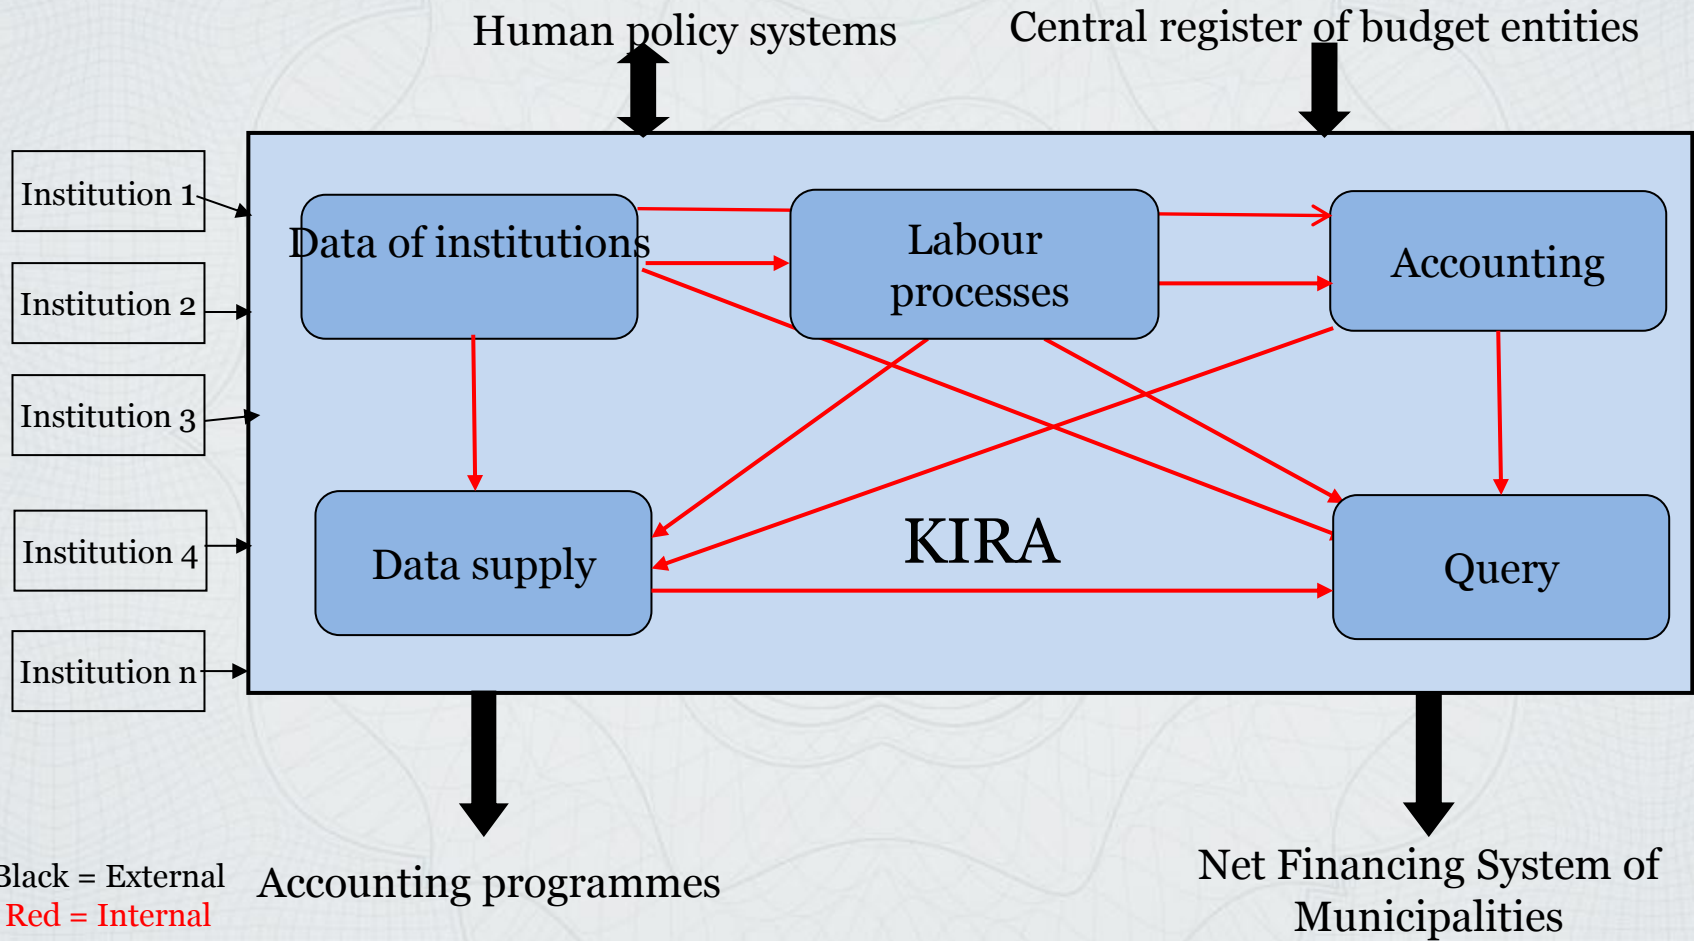 Human policy systems
Central register of budget entities
Institution 1
Institution 2
Institution 3
Institution 4
Institution n
Data of institutions
Labour
processes
Accounting
Data supply
KIRA
Query
Black = External
Red = Internal
Accounting programmes
Net Financing System of
Municipalities